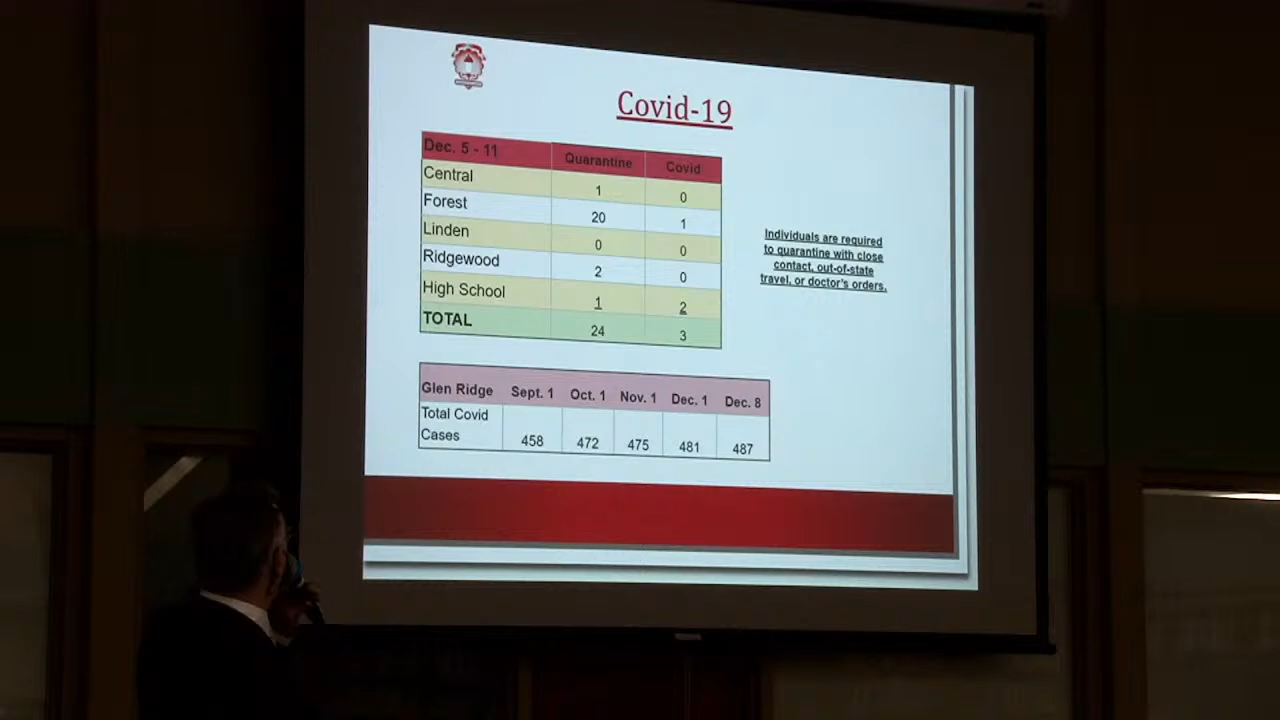 Covid-19
Dec. 5 - 11 Quarantine Covid
Central 1 0
Forest 20 1
Linden 0 0
Ridgewood 2 0
High School 1 2
TOTAL 24 3
Individuals are required
to quarantine with close
contact, out-of-state
travel, or doctor's orders.
Glen Ridge Sept. 1 Oct. 1 Nov. 1 Dec. 1 Dec. 8
Total Covid
Cases 458 472 475 481 487